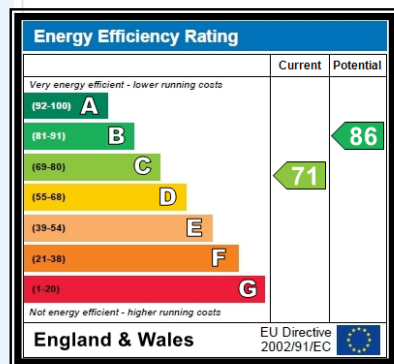 Energy Efficiency Rating
Current Potential
Very energy efficient - lower running costs
(92-100) A
(81-91) B 86
(69-80) C 71
(55-68) D
(39-54) E
(21-38) F
(1-20) G
Not energy efficient - higher running costs
England & Wales
EU Directive
2002/91/EC